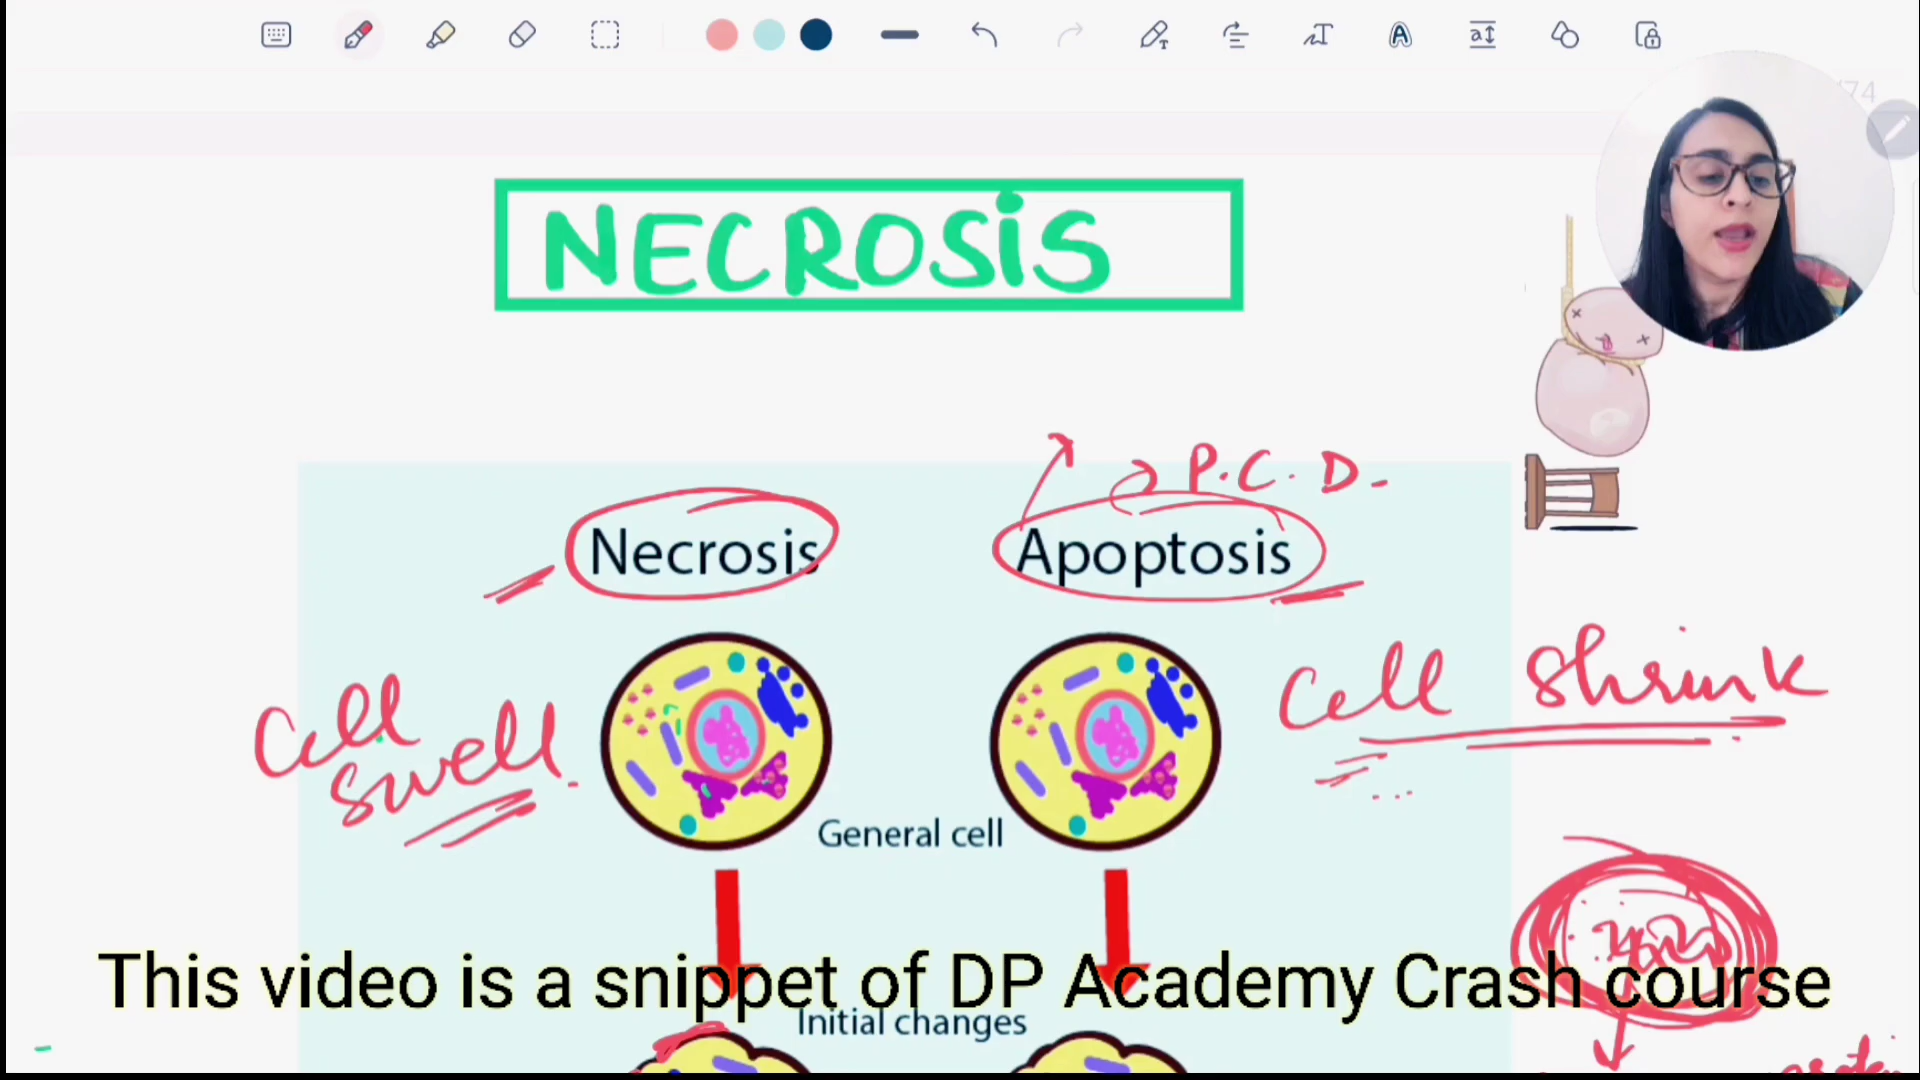 74
NECROSiS
P.C.D.
Necrosis
Apoptosis
Cell shrink
Cell
swell
General cell
This video is a snippet of DP Academy Crash course
Initial changes